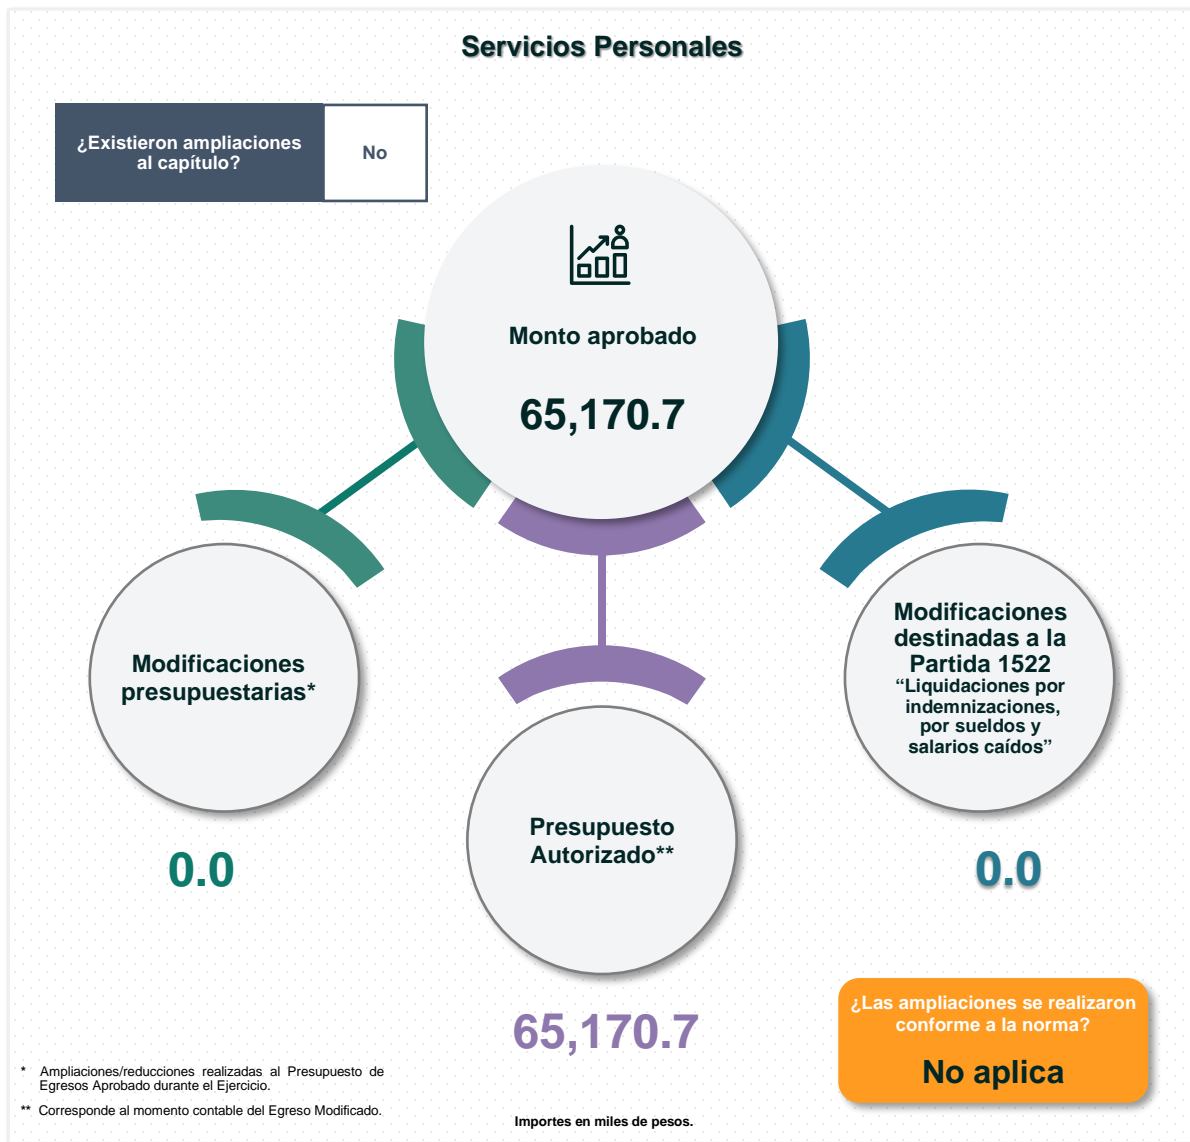 Servicios Personales
¿Existieron ampliaciones
al capítulo?
No
Monto aprobado
65,170.7
Modificaciones
presupuestarias*
0.0
Presupuesto
Autorizado**
65,170.7
Modificaciones
destinadas a la
Partida 1522
“Liquidaciones por
indemnizaciones,
por sueldos y
salarios caídos”
0.0
¿Las ampliaciones se realizaron
conforme a la norma?
No aplica
* Ampliaciones/reducciones realizadas al Presupuesto de
Egresos Aprobado durante el Ejercicio.
** Corresponde al momento contable del Egreso Modificado.
Importes en miles de pesos.